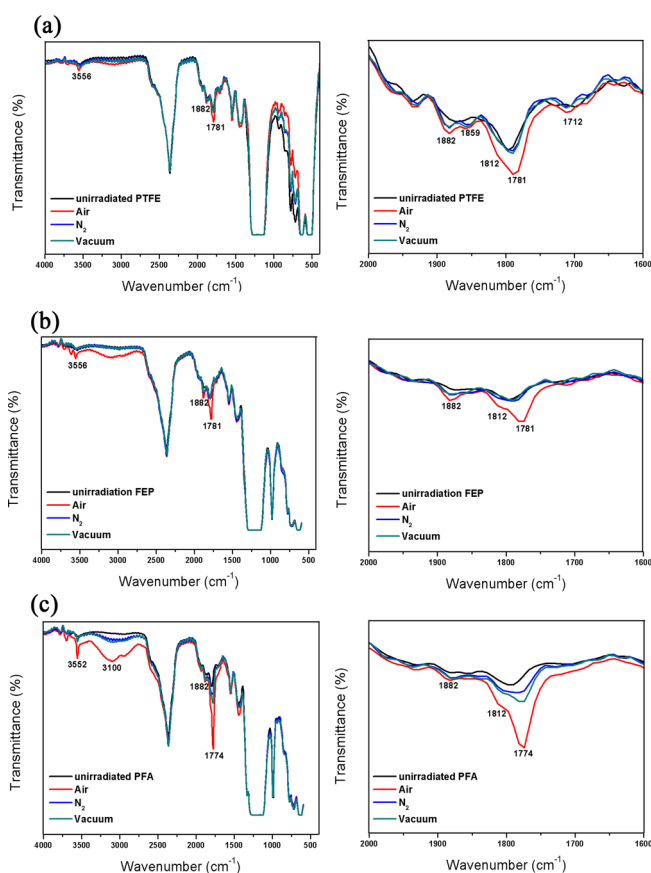 (a)
Transmittance (%)
3556
1882
1781
unirradiated PTFE
Air
N₂
Vacuum
4000 3500 3000 2500 2000 1500 1000 500
Wavenumber (cm⁻¹)
Transmittance (%)
1882
1859
1812
1781
1712
unirradiated PTFE
Air
N₂
Vacuum
2000 1900 1800 1700 1600
Wavenumber (cm⁻¹)
(b)
Transmittance (%)
3556
1882
1781
unirradiation FEP
Air
N₂
Vacuum
4000 3500 3000 2500 2000 1500 1000 500
Wavenumber (cm⁻¹)
Transmittance (%)
1882
1812
1781
unirradiation FEP
Air
N₂
Vacuum
2000 1900 1800 1700 1600
Wavenumber (cm⁻¹)
(c)
Transmittance (%)
3552
3100
1882
1774
unirradiated PFA
Air
N₂
Vacuum
4000 3500 3000 2500 2000 1500 1000 500
Wavenumber (cm⁻¹)
Transmittance (%)
1882
1812
1774
unirradiated PFA
Air
N₂
Vacuum
2000 1900 1800 1700 1600
Wavenumber (cm⁻¹)